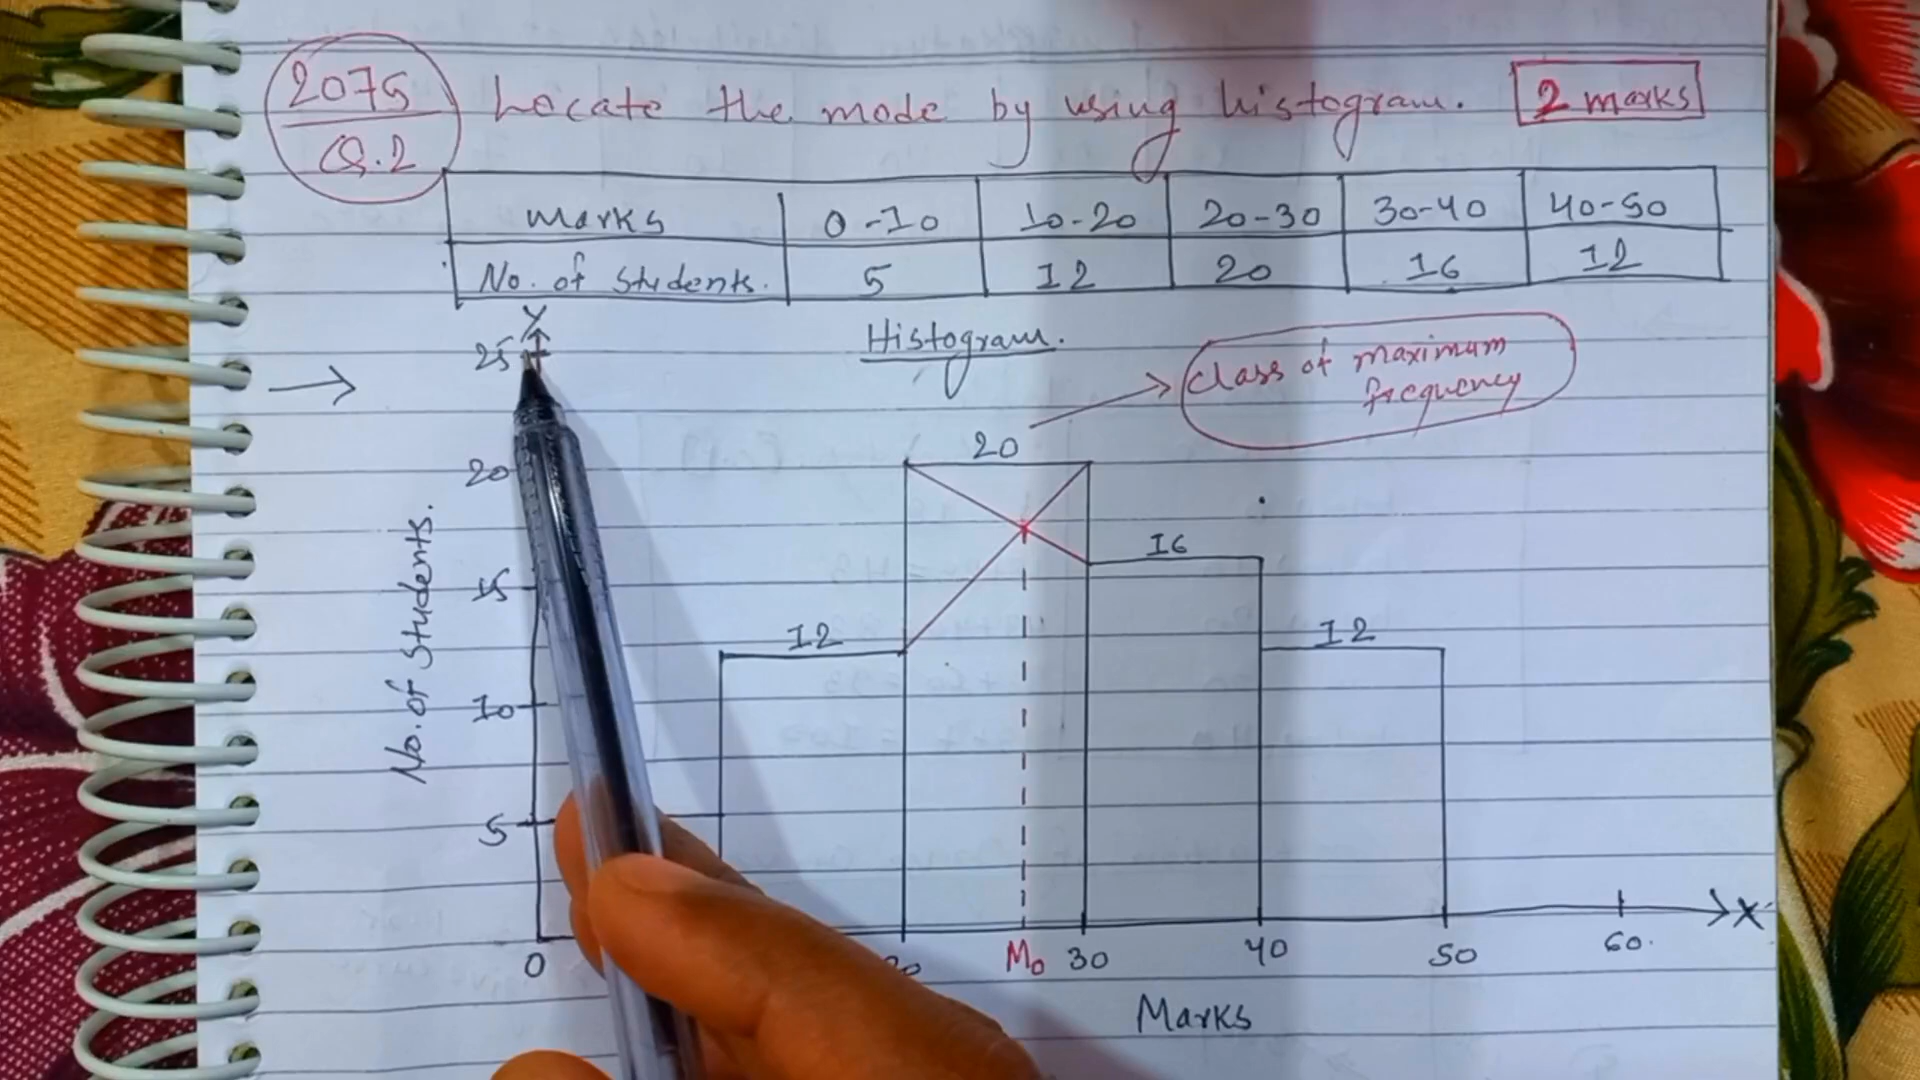 2075
Q.2
Locate the mode by using histogram.
2 marks
Marks 0-10 10-20 20-30 30-40 40-50
No. of Students. 5 12 20 16 12
Y
Histogram.
class of maximum
frequency
25
20
15
10
5
No. of Students.
20
16
12
12
0
M₀ 30 40 50 60.
X
Marks